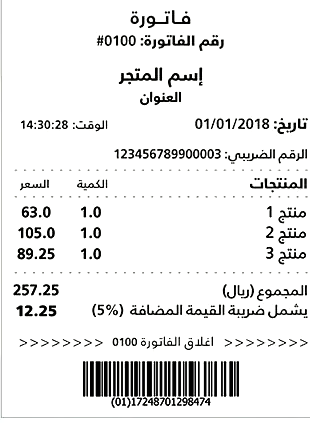 فـاتـورة
رقم الفاتورة: 0100#
إسم المتجر
العنوان
تاريخ: 01/01/2018 الوقت: 14:30:28
الرقم الضريبي: 123456789900003
المنتجات الكمية السعر
منتج 1 1.0 63.0
منتج 2 1.0 105.0
منتج 3 1.0 89.25
المجموع (ريال) 257.25
يشمل ضريبة القيمة المضافة (5%) 12.25
<<<<<<<< اغلاق الفاتورة 0100 >>>>>>>>
(01)17248701298474